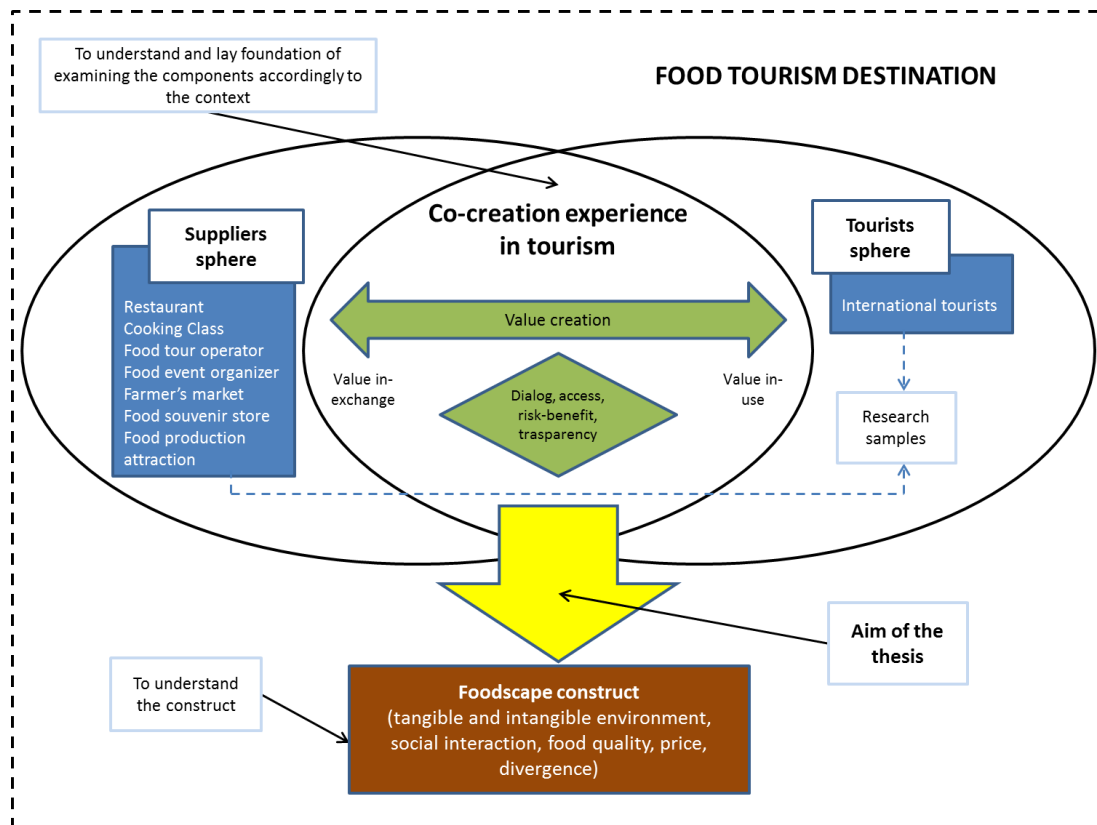 To understand and lay foundation of
examining the components accordingly to
the context
FOOD TOURISM DESTINATION
Co-creation experience
in tourism
Suppliers
sphere
Restaurant
Cooking Class
Food tour operator
Food event organizer
Farmer's market
Food souvenir store
Food production
attraction
Tourists
sphere
International tourists
Value creation
Value in-
exchange
Dialog, access,
risk-benefit,
trasparency
Value in-
use
Research
samples
Aim of the
thesis
To understand
the construct
Foodscape construct
(tangible and intangible environment,
social interaction, food quality, price,
divergence)